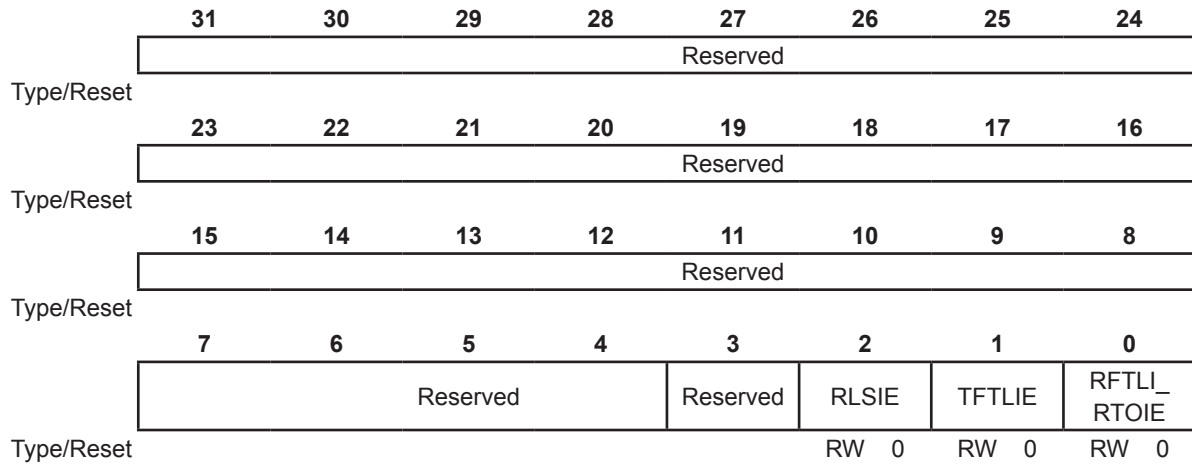 31 30 29 28 27 26 25 24
Reserved
Type/Reset
23 22 21 20 19 18 17 16
Reserved
Type/Reset
15 14 13 12 11 10 9 8
Reserved
Type/Reset
7 6 5 4 3 2 1 0
Reserved Reserved RLSIE TFTLIE RFTLI_
RTOIE
Type/Reset RW 0 RW 0 RW 0